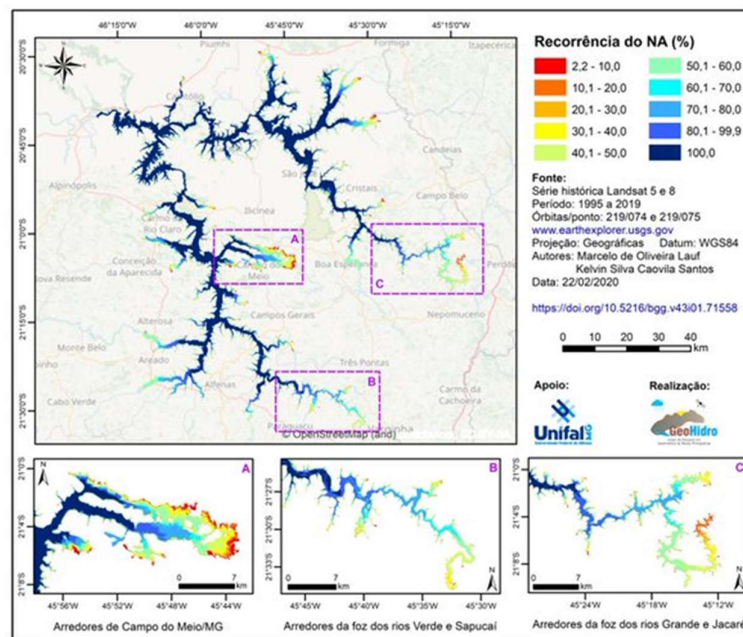 46°15'W 46°0'W 45°45'W 45°30'W 45°15'W
20°30'S
20°45'S
21°0'S
21°15'S
21°30'S
Piumhi
Formiga
Itapecerica
Capitólio
Candeias
São José
Cristais
Alpinópolis
Campo Belo
Carmo do
Rio Claro
Ilicínea
A
Conceição
da Aparecida
Meio
Boa Esperança
Perdões
Nova Resende
C
Nepomuceno
Alterosa
Campos Gerais
Monte Belo
Areado
Três Pontas
Alfenas
B
Cabo Verde
Carmo da
Cachoeira
Paraguaçu
Varginha
© OpenStreetMap (and)
Recorrência do NA (%)
2,2 - 10,0
10,1 - 20,0
20,1 - 30,0
30,1 - 40,0
40,1 - 50,0
50,1 - 60,0
60,1 - 70,0
70,1 - 80,0
80,1 - 99,9
100,0
Fonte:
Série histórica Landsat 5 e 8
Período: 1995 a 2019
Órbitas/ponto: 219/074 e 219/075
www.earthexplorer.usgs.gov
Projeção: Geográficas Datum: WGS84
Autores: Marcelo de Oliveira Lauf
Kelvin Silva Caovila Santos
Data: 22/02/2020
https://doi.org/10.5216/bgg.v43i01.71558
0 10 20 30 40
km
Apoio:
Realização:
Unifal MG
GeoHidro
A
N
21°0'S
21°4'S
21°8'S
0 7
km
45°56'W 45°52'W 45°48'W 45°44'W
Arredores de Campo do Meio/MG
B
21°27'S
21°30'S
21°33'S
0 7
km
N
45°45'W 45°40'W 45°35'W 45°30'W
Arredores da foz dos rios Verde e Sapucaí
C
21°0'S
21°4'S
21°8'S
0 7
km
N
45°24'W 45°18'W 45°12'W
Arredores da foz dos rios Grande e Jacaré